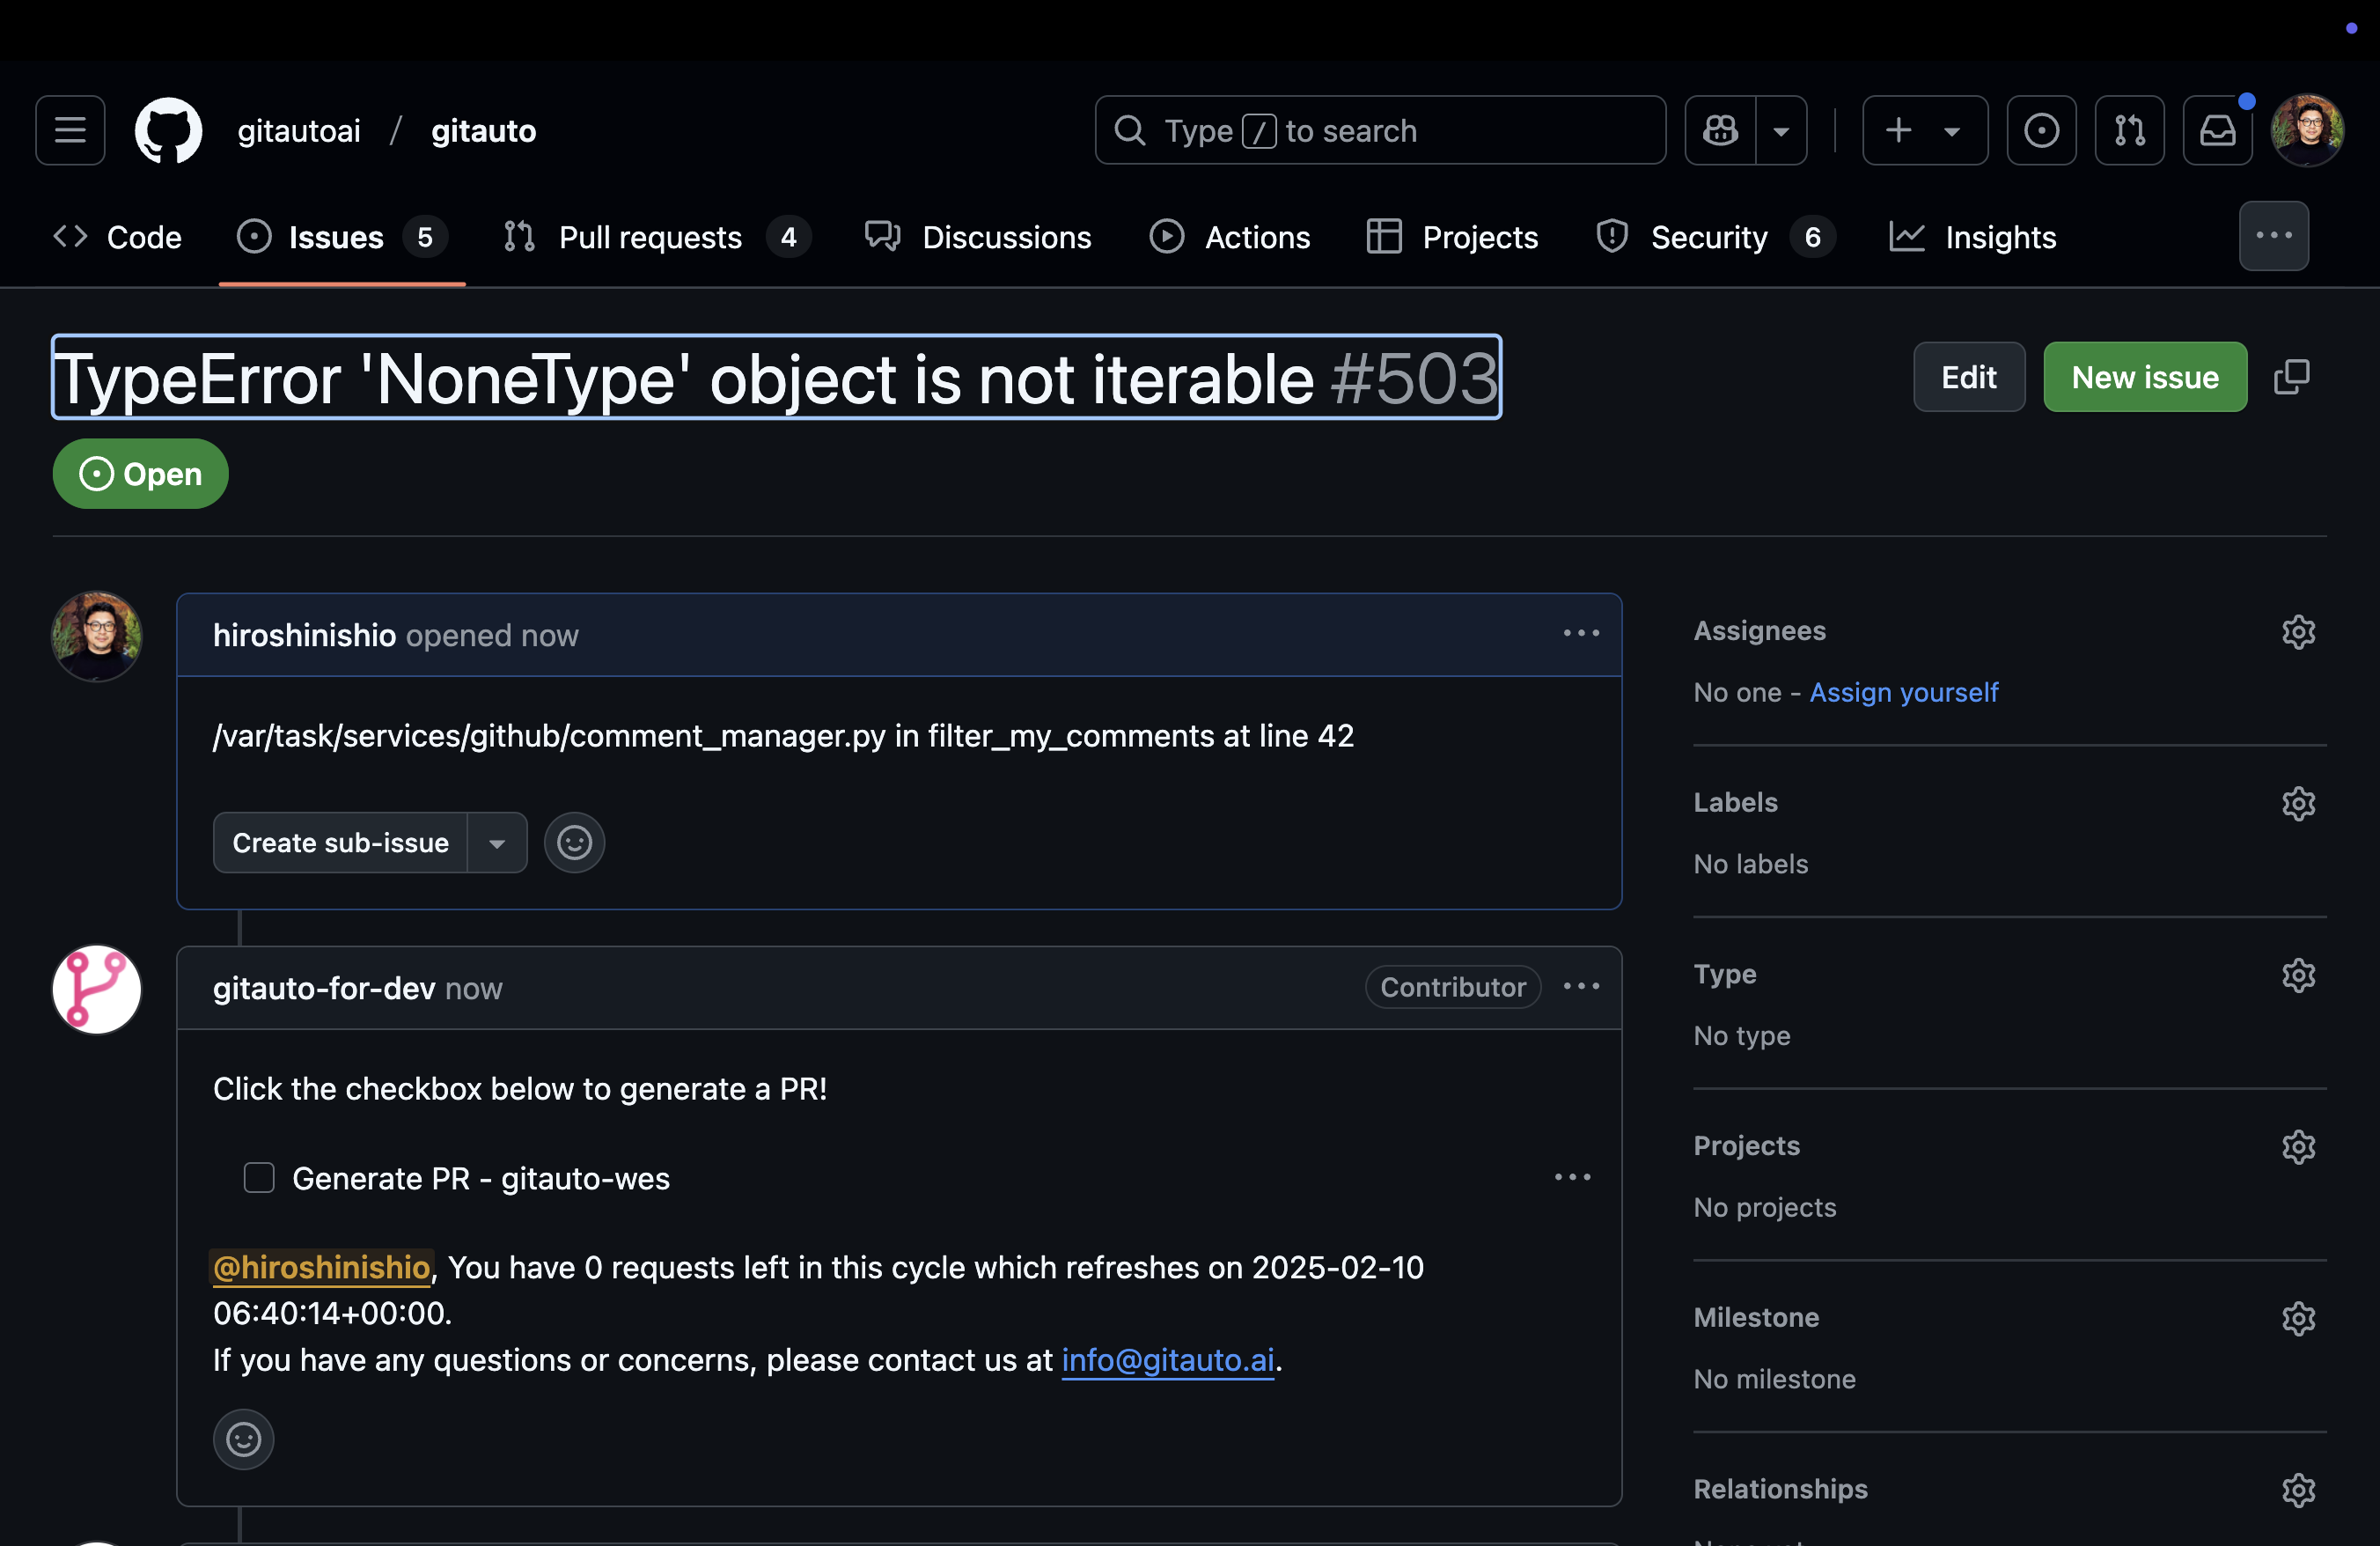 gitautoai / gitauto
Type / to search
Code
Issues 5
Pull requests 4
Discussions
Actions
Projects
Security 6
Insights
TypeError 'NoneType' object is not iterable #503
Edit
New issue
Open
hiroshinishio opened now
/var/task/services/github/comment_manager.py in filter_my_comments at line 42
Create sub-issue
gitauto-for-dev now
Contributor
Click the checkbox below to generate a PR!
Generate PR - gitauto-wes
@hiroshinishio, You have 0 requests left in this cycle which refreshes on 2025-02-10
06:40:14+00:00.
If you have any questions or concerns, please contact us at info@gitauto.ai.
Assignees
No one - Assign yourself
Labels
No labels
Type
No type
Projects
No projects
Milestone
No milestone
Relationships